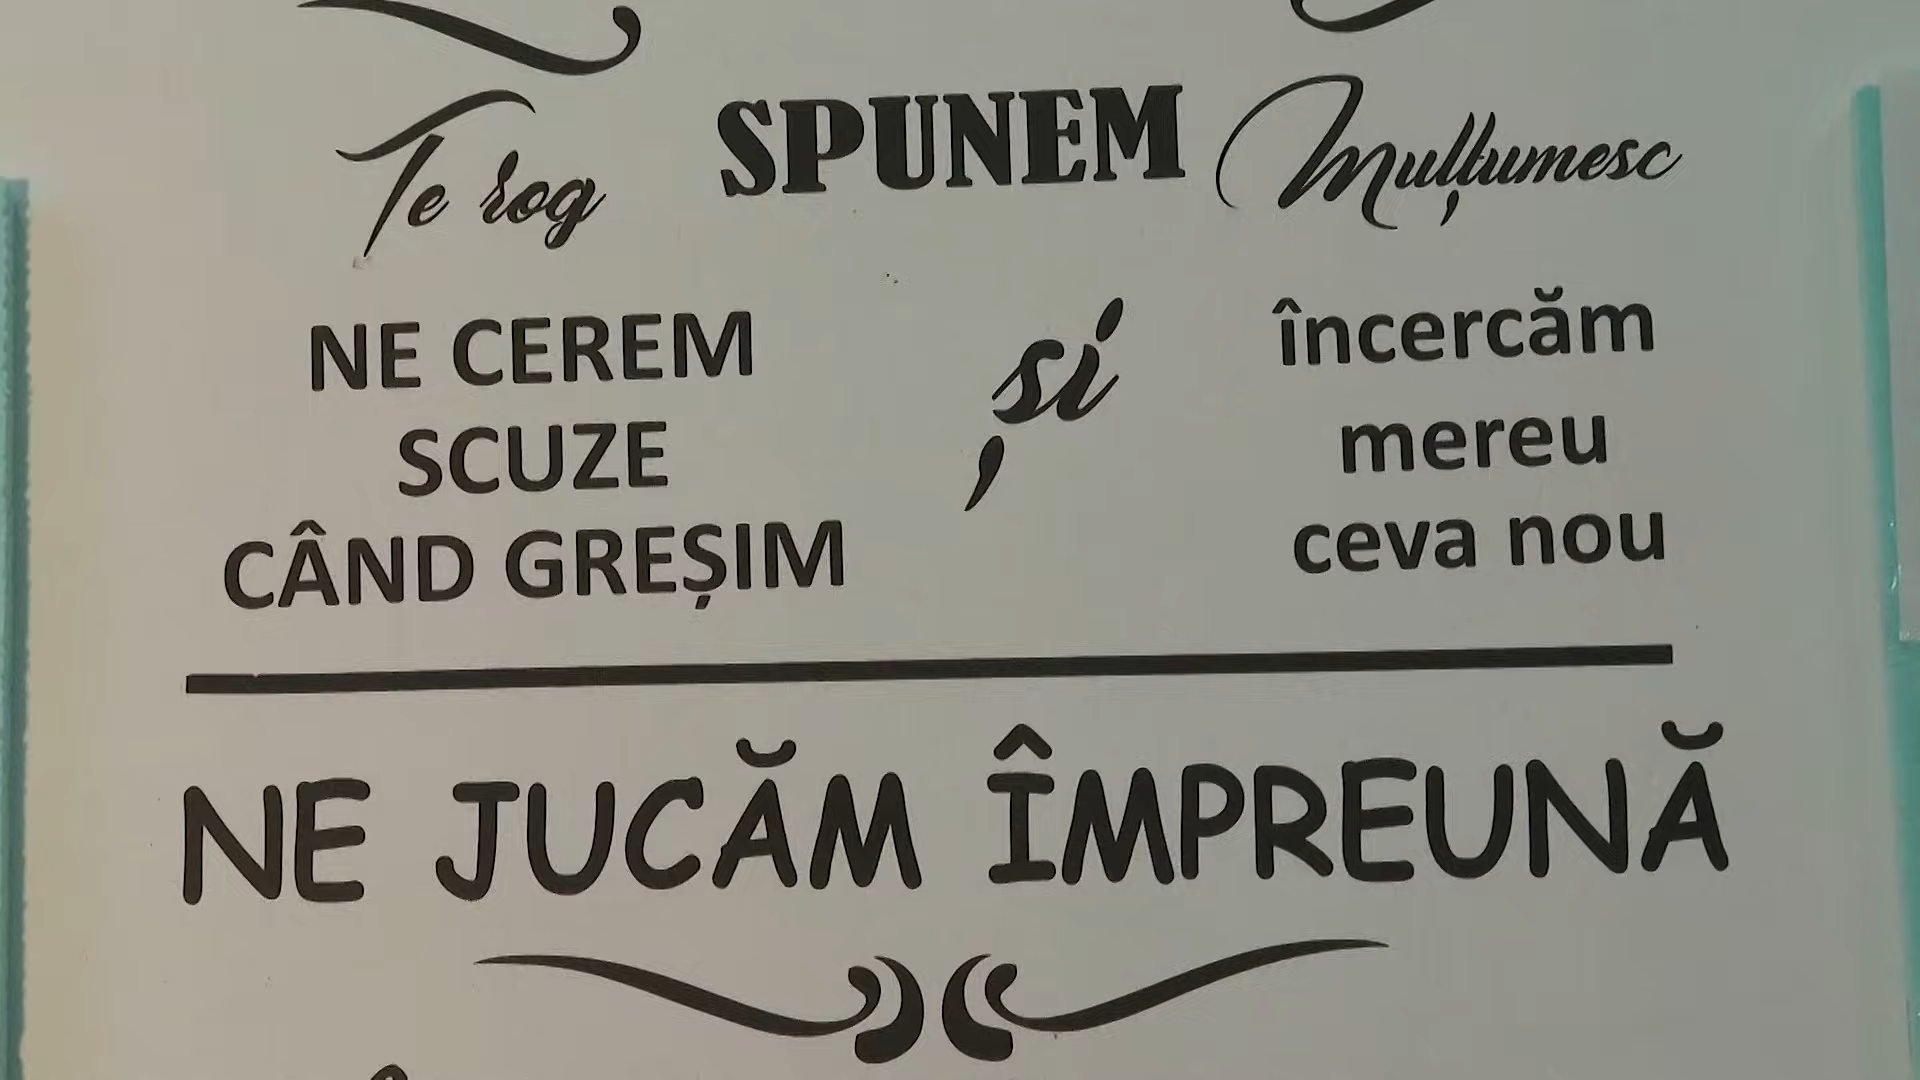 Te rog SPUNEM Mulțumesc
NE CEREM
SCUZE
CÂND GREȘIM
și
încercăm
mereu
ceva nou
NE JUCĂM ÎMPREUNĂ